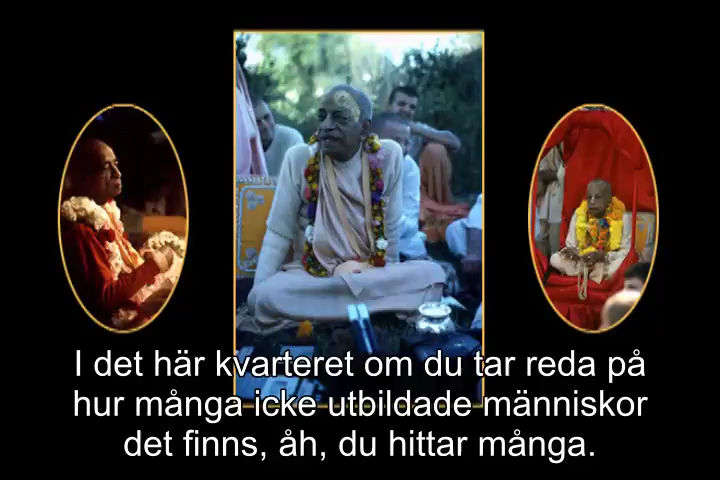 I det här kvarteret om du tar reda på
hur många icke utbildade människor
det finns, åh, du hittar många.